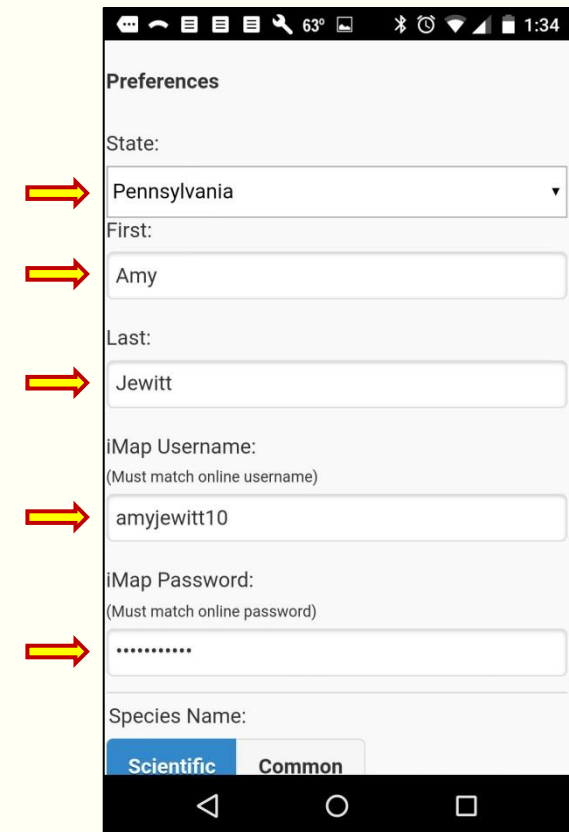 63° 1:34
Preferences
State:
Pennsylvania
First:
Amy
Last:
Jewitt
iMap Username:
(Must match online username)
amyjewitt10
iMap Password:
(Must match online password)
•••••••••••
Species Name:
Scientific Common